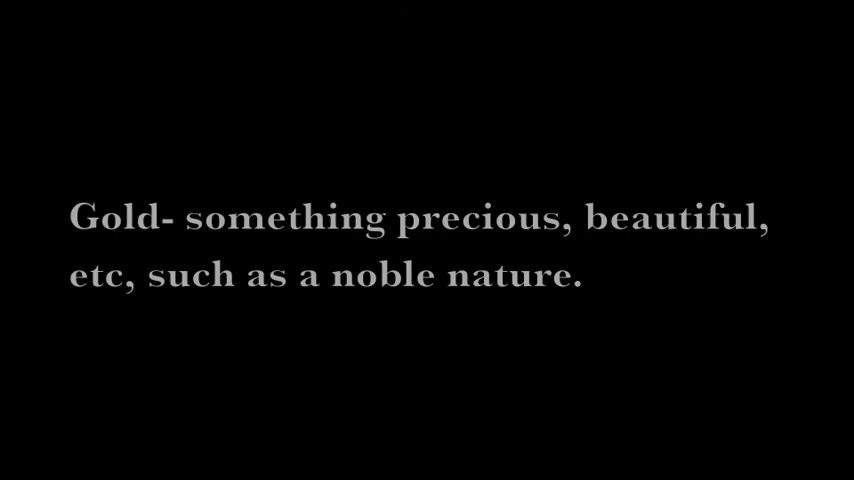 Gold- something precious, beautiful,
etc, such as a noble nature.